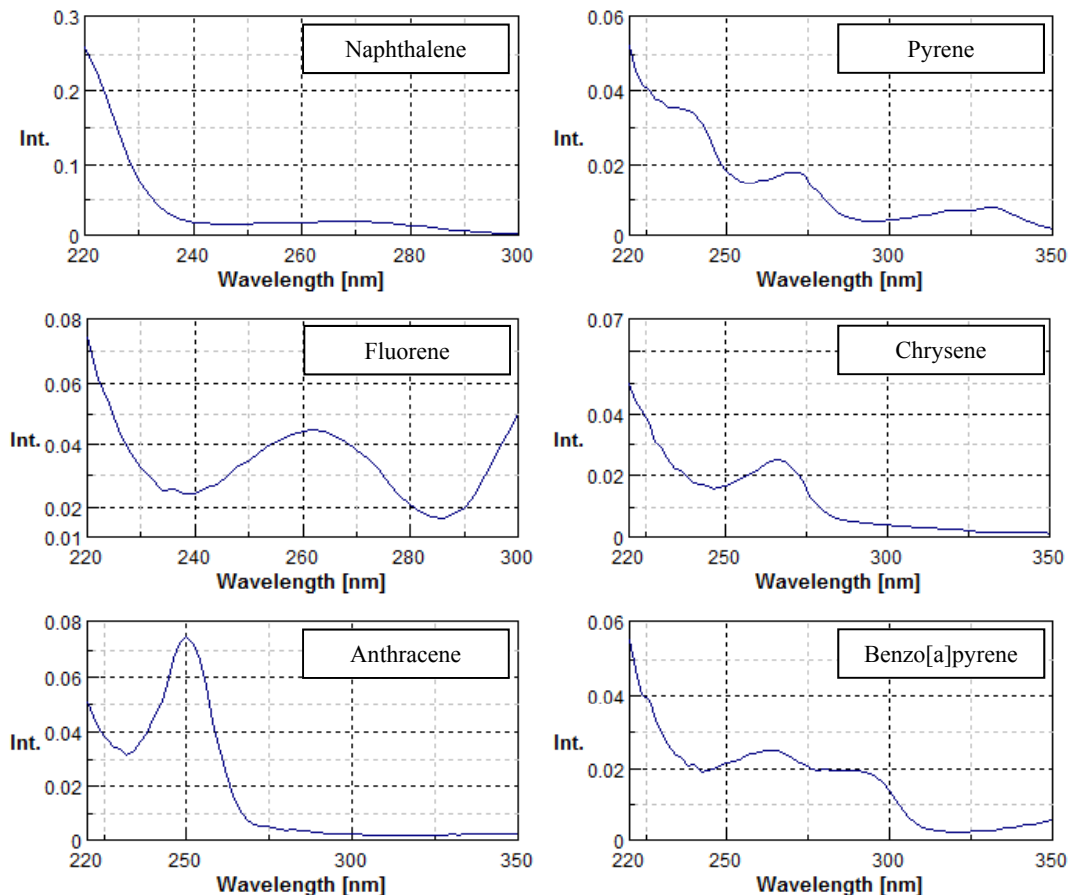 0.3
Naphthalene
0.2
Int.
0.1
0
220 240 260 280 300
Wavelength [nm]
0.06
Pyrene
0.04
Int.
0.02
0
220 250 300 350
Wavelength [nm]
0.08
Fluorene
0.06
Int.
0.04
0.02
0.01
220 240 260 280 300
Wavelength [nm]
0.07
Chrysene
0.04
Int.
0.02
0
220 250 300 350
Wavelength [nm]
0.08
Anthracene
0.06
Int.
0.04
0.02
0
220 250 300 350
Wavelength [nm]
0.06
Benzo[a]pyrene
0.04
Int.
0.02
0
220 250 300 350
Wavelength [nm]